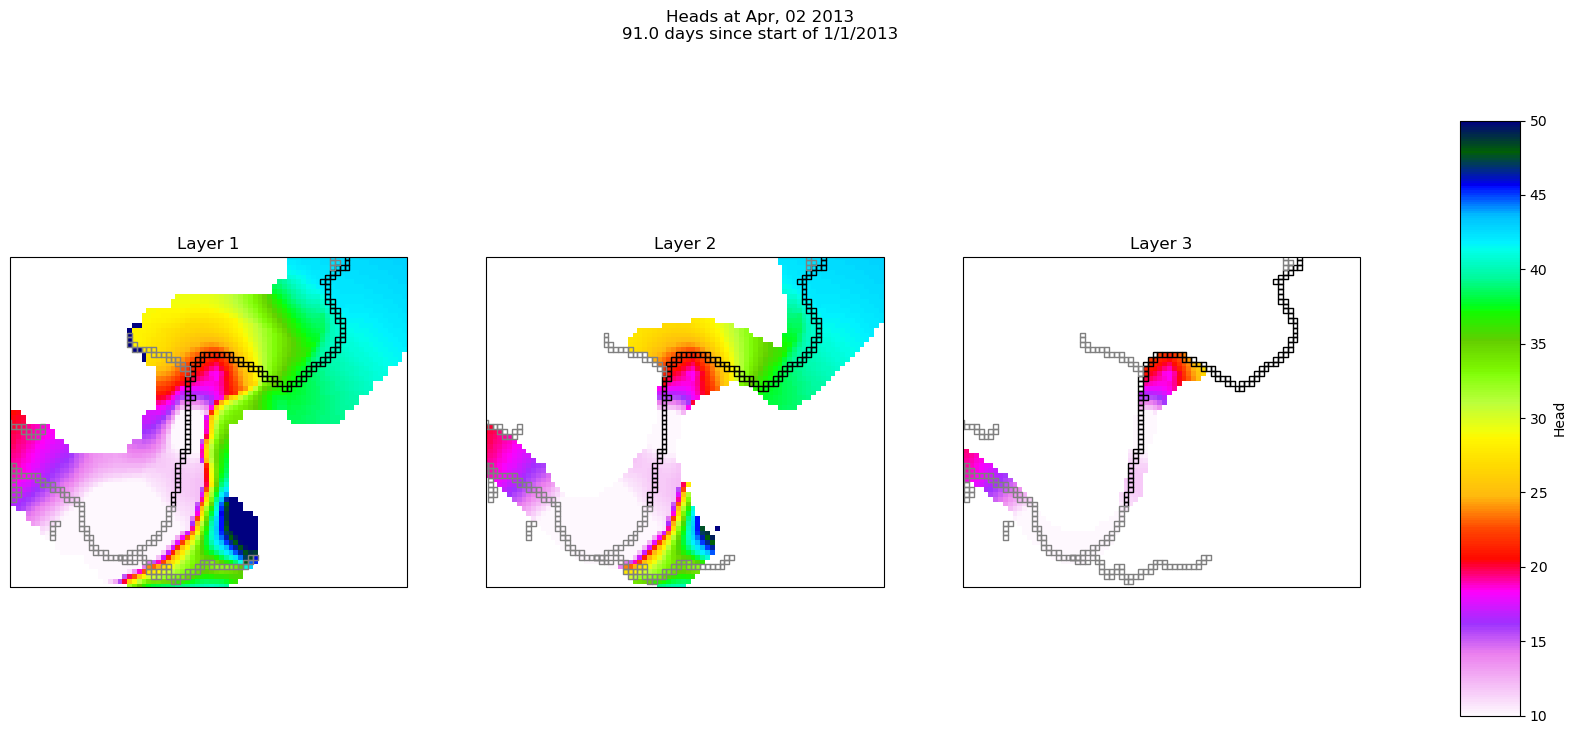 Heads at Apr, 02 2013
91.0 days since start of 1/1/2013
Layer 1
Layer 2
Layer 3
50
45
40
35
30
25
20
15
10
Head